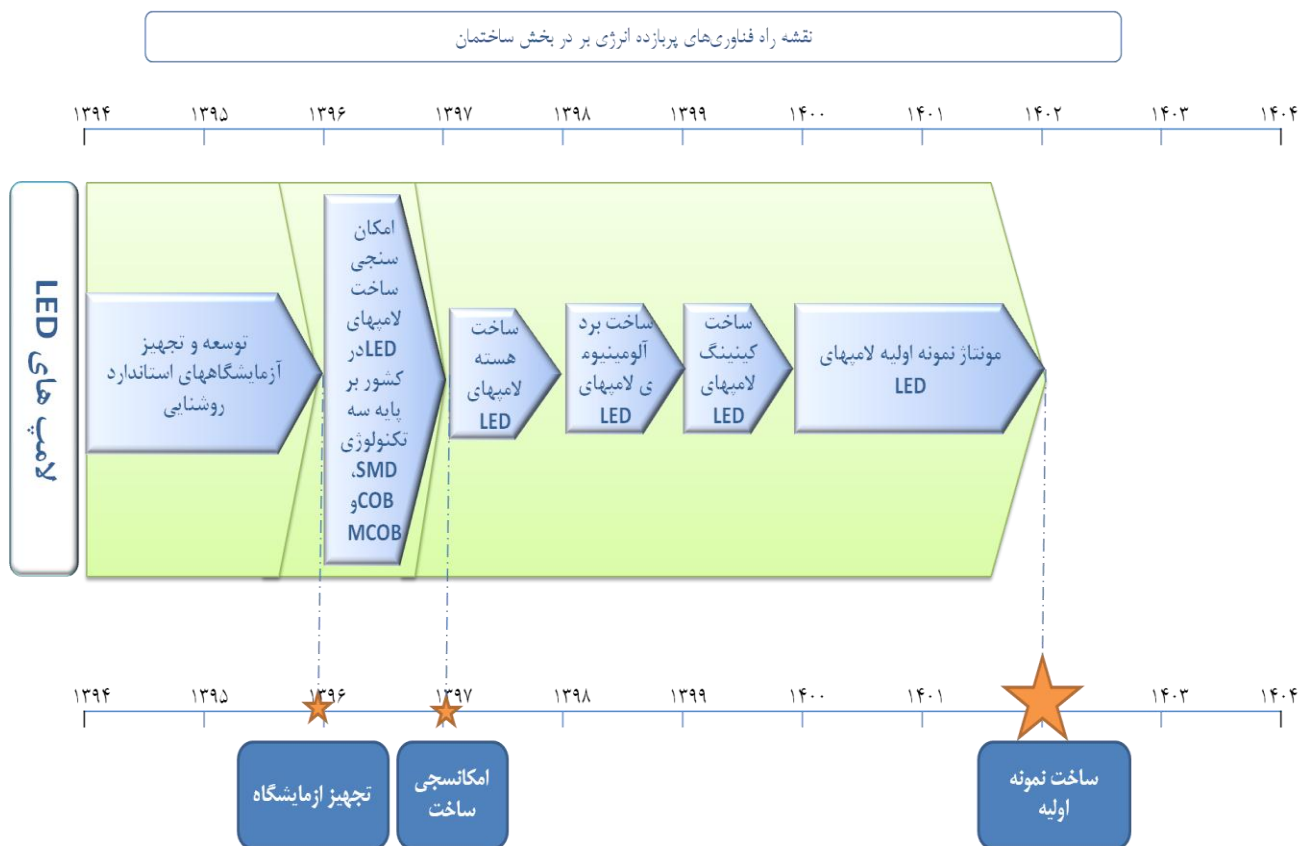 نقشه راه فناوری‌های پربازده انرژی بر در بخش ساختمان
۱۳۹۴ ۱۳۹۵ ۱۳۹۶ ۱۳۹۷ ۱۳۹۸ ۱۳۹۹ ۱۴۰۰ ۱۴۰۱ ۱۴۰۲ ۱۴۰۳ ۱۴۰۴
لامپ های LED
توسعه و تجهیز
آزمایشگاههای استاندارد
روشنایی
امکان
سنجی
ساخت
لامپهای
LEDدر
کشور بر
پایه سه
تکنولوژی
SMD،
COBو
MCOB
ساخت
هسته
لامپهای
LED
ساخت برد
آلومینیوم
ی لامپهای
LED
ساخت
کینینگ
لامپهای
LED
مونتاژ نمونه اولیه لامپهای
LED
۱۳۹۴ ۱۳۹۵ ۱۳۹۶ ۱۳۹۷ ۱۳۹۸ ۱۳۹۹ ۱۴۰۰ ۱۴۰۱ ۱۴۰۲ ۱۴۰۳ ۱۴۰۴
تجهیز ازمایشگاه
امکانسجی
ساخت
ساخت نمونه
اولیه